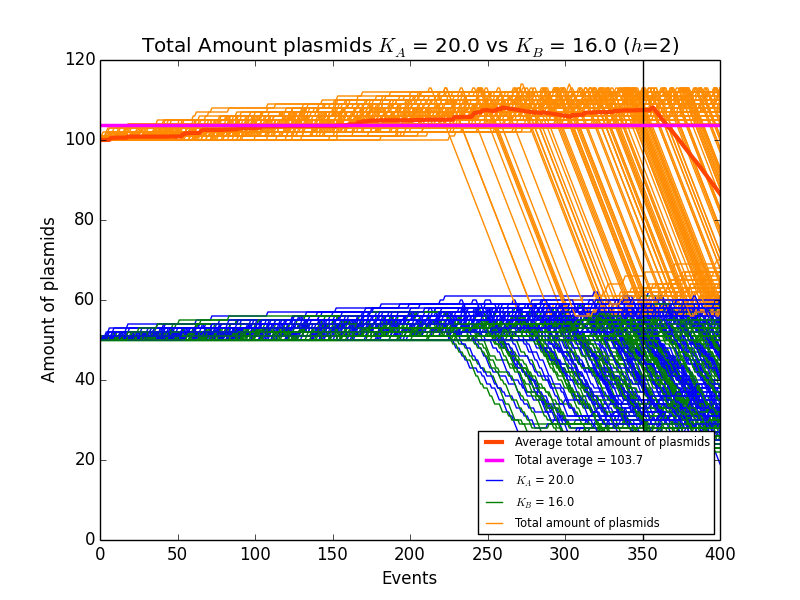 Total Amount plasmids K_A = 20.0 vs K_B = 16.0 (h=2)
120
100
80
60
40
20
0
Amount of plasmids
0 50 100 150 200 250 300 350 400
Events
Average total amount of plasmids
Total average = 103.7
K_A = 20.0
K_B = 16.0
Total amount of plasmids